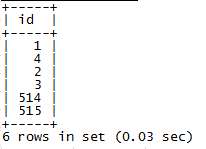 +-----+
| id  |
+-----+
|   1 |
|   4 |
|   2 |
|   3 |
| 514 |
| 515 |
+-----+
6 rows in set (0.03 sec)